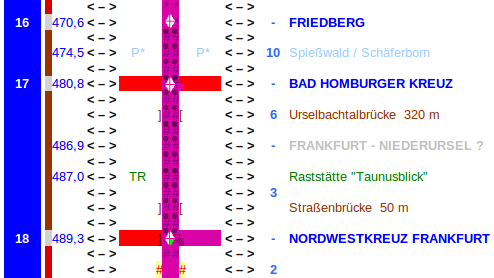 < – > < – >
16 470,6 < – > < – > - FRIEDBERG
< – > < – >
474,5 < – > P* P* < – > 10 Spießwald / Schäferborn
< – > < – >
17 480,8 < – > < – > - BAD HOMBURGER KREUZ
< – > ] [ < – > 6 Urselbachtalbrücke 320 m
486,9 < – > < – > - FRANKFURT - NIEDERURSEL ?
487,0 < – > TR < – > Raststätte "Taunusblick"
3
< – > ] [ < – > Straßenbrücke 50 m
18 489,3 < – > < – > - NORDWESTKREUZ FRANKFURT
< – > # # < – > 2